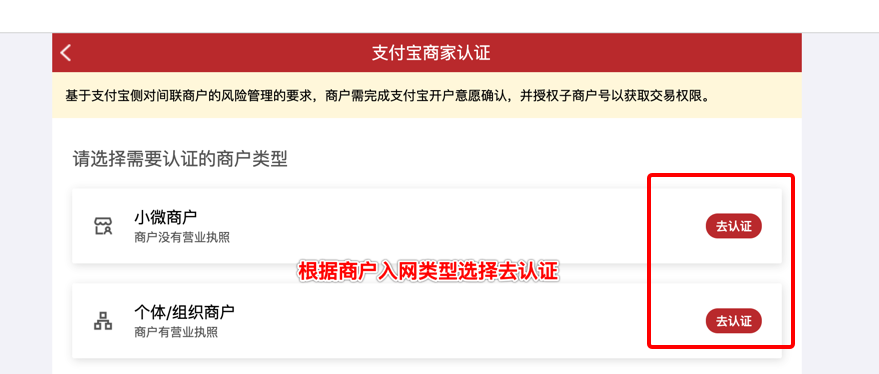 支付宝商家认证
基于支付宝侧对间联商户的风险管理的要求，商户需完成支付宝开户意愿确认，并授权子商户号以获取交易权限。
请选择需要认证的商户类型
小微商户
商户没有营业执照
去认证
根据商户入网类型选择去认证
个体/组织商户
商户有营业执照
去认证